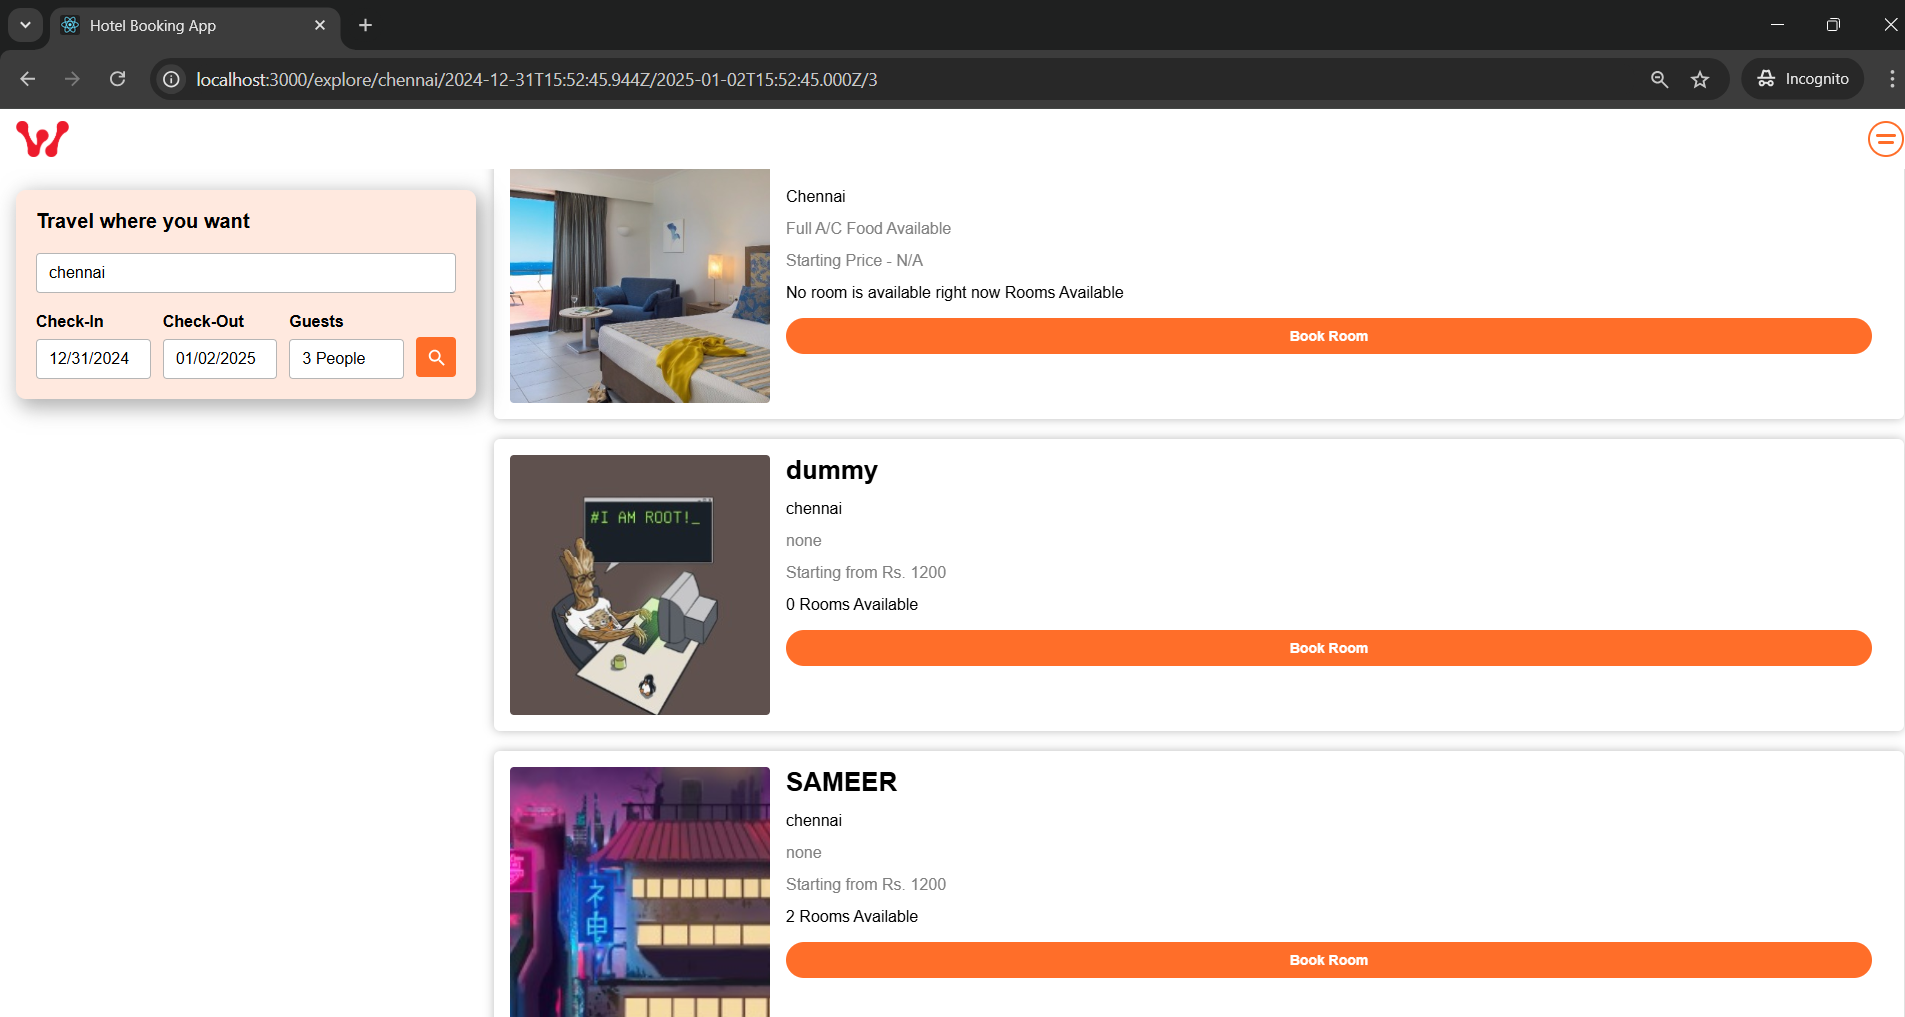 Hotel Booking App
localhost:3000/explore/chennai/2024-12-31T15:52:45.944Z/2025-01-02T15:52:45.000Z/3
Incognito
Travel where you want
chennai
Check-In
Check-Out
Guests
12/31/2024
01/02/2025
3 People
Chennai
Full A/C Food Available
Starting Price - N/A
No room is available right now Rooms Available
Book Room
#I AM ROOT!_
dummy
chennai
none
Starting from Rs. 1200
0 Rooms Available
Book Room
神
SAMEER
chennai
none
Starting from Rs. 1200
2 Rooms Available
Book Room